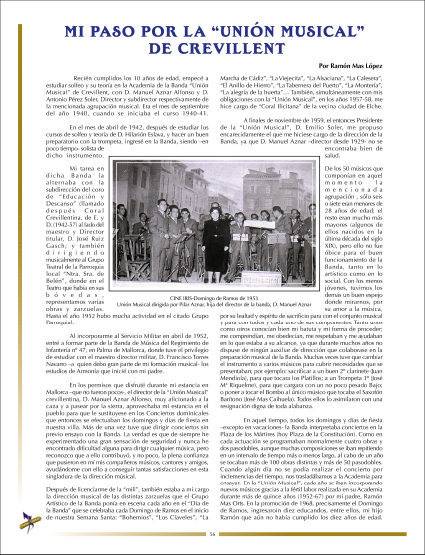 MI PASO POR LA “UNIÓN MUSICAL”
DE CREVILLENT
Por Ramón Mas López
Recién cumplidos los 10 años de edad, empecé a
estudiar solfeo y su teoría en la Academia de la Banda “Unión
Musical” de Crevillent, con D. Manuel Aznar Alfonso y D.
Antonio Pérez Soler, Director y subdirector respectivamente de
la mencionada agrupación musical. Era el mes de septiembre
del año 1940, cuando se iniciaba el curso 1940-41.
En el mes de abril de 1942, después de estudiar los
cursos de solfeo y teoría de D. Hilarión Eslava, y hacer un buen
preparatorio con la trompeta, ingresé en la Banda, siendo –en
poco tiempo– solista de
dicho instrumento.
Mi tarea en
dicha Banda la
alternaba con la
subdirección del coro
de “Educación y
Descanso” (llamado
después Coral
Crevillentina, de E. y
D. (1942-57) al lado del
maestro y Director
titular, D. José Ruiz
Gasch; y también
dirigiendo
musicalmente al Grupo
Teatral de la Parroquia
local “Ntra. Sra. de
Belén”, donde en el
Teatro que había en sus
bóvedas,
representamos varias
obras y zarzuelas.
Hasta el año 1952 hubo mucha actividad en el citado Grupo
Parroquial.
Al incorporarme al Servicio Militar en abril de 1952,
entré a formar parte de la Banda de Música del Regimiento de
Infantería nº 47, en Palma de Mallorca, donde tuve el privilegio
de estudiar con el maestro director militar, D. Francisco Torres
Navarro –a quien debo gran parte de mi formación musical– los
estudios de Armonía que inicié con mi padre.
En los permisos que disfruté durante mi estancia en
Mallorca –que no fueron pocos–, el director de la “Unión Musical”
crevillentina, D. Manuel Aznar Alfonso, muy aficionado a la
caza y a pasear por la sierra, aprovechaba mi estancia en el
pueblo para que le sustituyese en los Conciertos dominicales
que entonces se efectuaban los domingos y días de fiesta en
nuestra villa. Más de una vez tuve que dirigir conciertos sin
previo ensayo con la Banda. La verdad es que de siempre he
experimentado una gran sensación de seguridad y nunca he
encontrado dificultad alguna para dirigir cualquier música, pero
reconozco que a ello contribuyó, y no poco, la plena confianza
que pusieron en mí mis compañeros músicos, cantores y amigos,
ayudándome con ello a conseguir tantas satisfacciones en esta
singladura de la dirección musical.
Después de licenciarme de la “mili”, también estaba a mi cargo
la dirección musical de las distintas zarzuelas que el Grupo
Artístico de la Banda ponía en escena cada año en el “Día de
la Banda” que se celebraba cada Domingo de Ramos en el inicio
de nuestra Semana Santa: “Bohemios”, “Los Claveles”, “La
CINE IRIS-Domingo de Ramos de 1953
Unión Musical dirigida por Pilar Aznar, hija del director de la banda, D. Manuel Aznar
Marcha de Cádiz”, “La Viejecita”, “La Alsaciana”, “La Calesera”,
“El Anillo de Hierro”, “La Tabernera del Puerto”, “La Montería”,
“La alegría de la huerta”... También, simultáneamente con mis
obligaciones con la “Unión Musical”, en los años 1957-58, me
hice cargo de “Coral Ilicitana” de la vecina ciudad de Elche.
A finales de noviembre de 1959, el entonces Presidente
de la “Unión Musical”, D. Emilio Soler, me propuso
encarecidamente el que me hiciese cargo de la dirección de la
Banda, ya que D. Manuel Aznar –director desde 1929– no se
encontraba bien de
salud.
De los 50 músicos que
componían en aquel
momento la
mencionada
agrupación , sólo seis
o siete eran menores de
28 años de edad; el
resto eran mucho más
mayores (algunos de
ellos nacidos en la
última década del siglo
XIX), pero ello no fue
óbice para el buen
funcionamiento de la
Banda, tanto en lo
artístico como en lo
social. Con los menos
jóvenes, tuvimos los
demás un buen espejo
donde mirarnos, por
su amor a la música,
por su lealtad y espíritu de sacrificio para con el conjunto musical
y para con todos y cada uno de sus componentes. Tanto unos
como otros conocían bien mi batuta y mi forma de proceder;
me comprendían, me obedecían, me respetaban y me ayudaban
en lo que estaba a su alcance, ya que durante muchos años no
dispuse de ningún auxiliar de dirección que colaborase en la
preparación musical de la Banda. Muchas veces tuve que cambiar
el instrumento a varios músicos para cubrir necesidades que se
presentaban; por ejemplo: sacrificar a un buen 2º clarinete (Juan
Mendiola), para que tocara los Platillos; a un Trompeta 1º (José
Mª Riquelme), para que cargara con un no poco pesado Bajo;
o poner a tocar el Bombo al único músico que tocaba el Saxofón
Barítono (José Mas Cañuelo). Todos ellos lo asimilaron con una
resignación digna de toda alabanza.
En aquel tiempo, todos los domingos y días de fiesta
–excepto en vacaciones– la Banda interpretaba conciertos en la
Plaza de los Mártires (hoy Plaza de la Constitución). Como en
cada actuación se programaban normalmente cuatro obras y
dos pasodobles, aunque muchas composiciones se iban repitiendo
en un intervalo de tiempo más o menos largo, al cabo de un año
se tocaban más de 100 obras distintas y más de 50 pasodobles.
Cuando algún día no se podía realizar el concierto por
inclemencias del tiempo, nos trasladábamos a la Academia para
ensayar. En la “Unión Musical”, cada año se iban incorporando
nuevos músicos gracias a la fértil labor realizada en su Academia
durante más de quince años (1952-67) por mi padre, Ramón
Mas Orts. En la promoción de 1968, precisamente el Domingo
de Ramos, ingresaron diez educandos, entre ellos, mi hijo
Ramón que aún no había cumplido los diez años de edad.
56